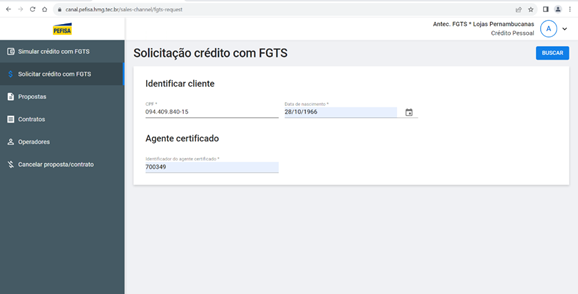 canal.pefisa.hmg.tec.br/sales-channel/fgts-request
PEFISA
Antec. FGTS * Lojas Pernambucanas
Crédito Pessoal
A
Simular crédito com FGTS
Solicitar crédito com FGTS
Propostas
Contratos
Operadores
Cancelar proposta/contrato
Solicitação crédito com FGTS
BUSCAR
Identificar cliente
CPF *
094.409.840-15
Data de nascimento *
28/10/1966
Agente certificado
Identificador do agente certificado *
700349